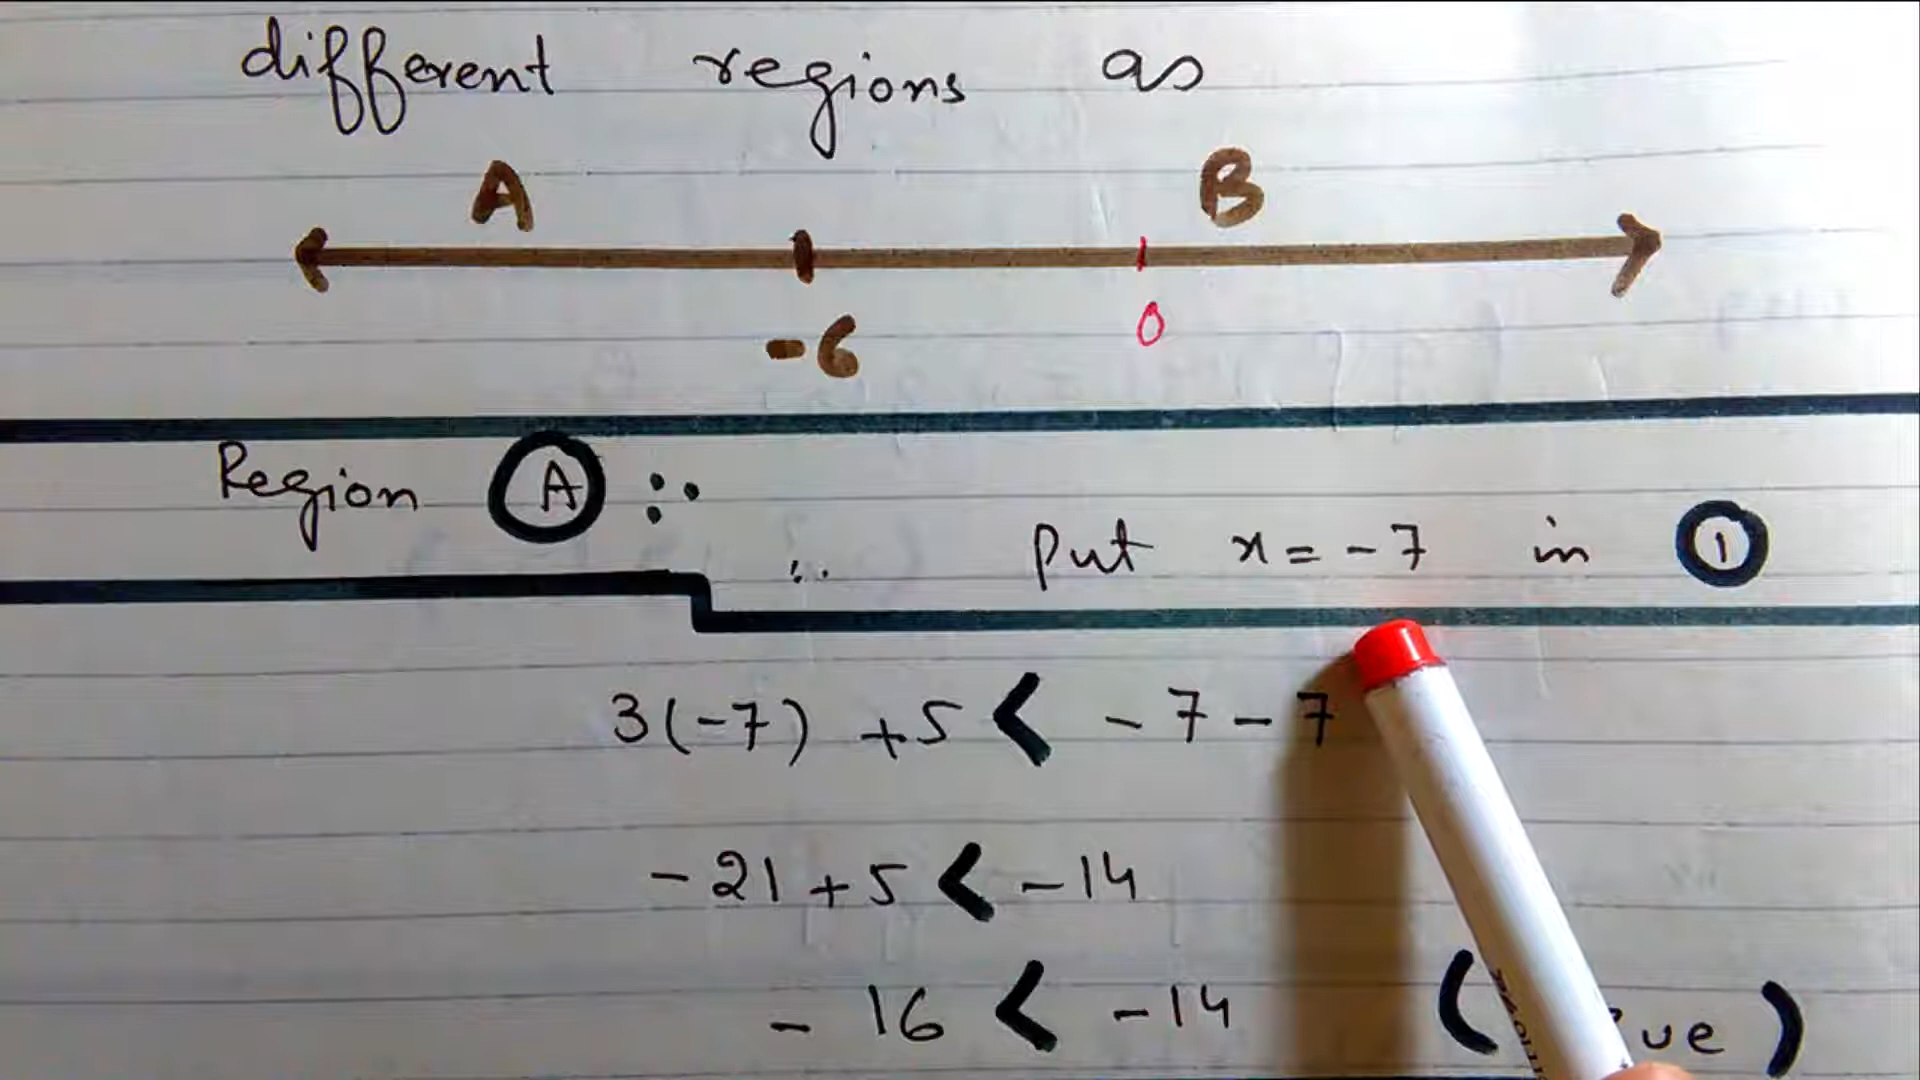 different regions as
A B
-6 0
Region A :.
∴ Put x = -7 in 1
3(-7) +5 < -7-7
-21 +5 < -14
-16 < -14 ( ue )